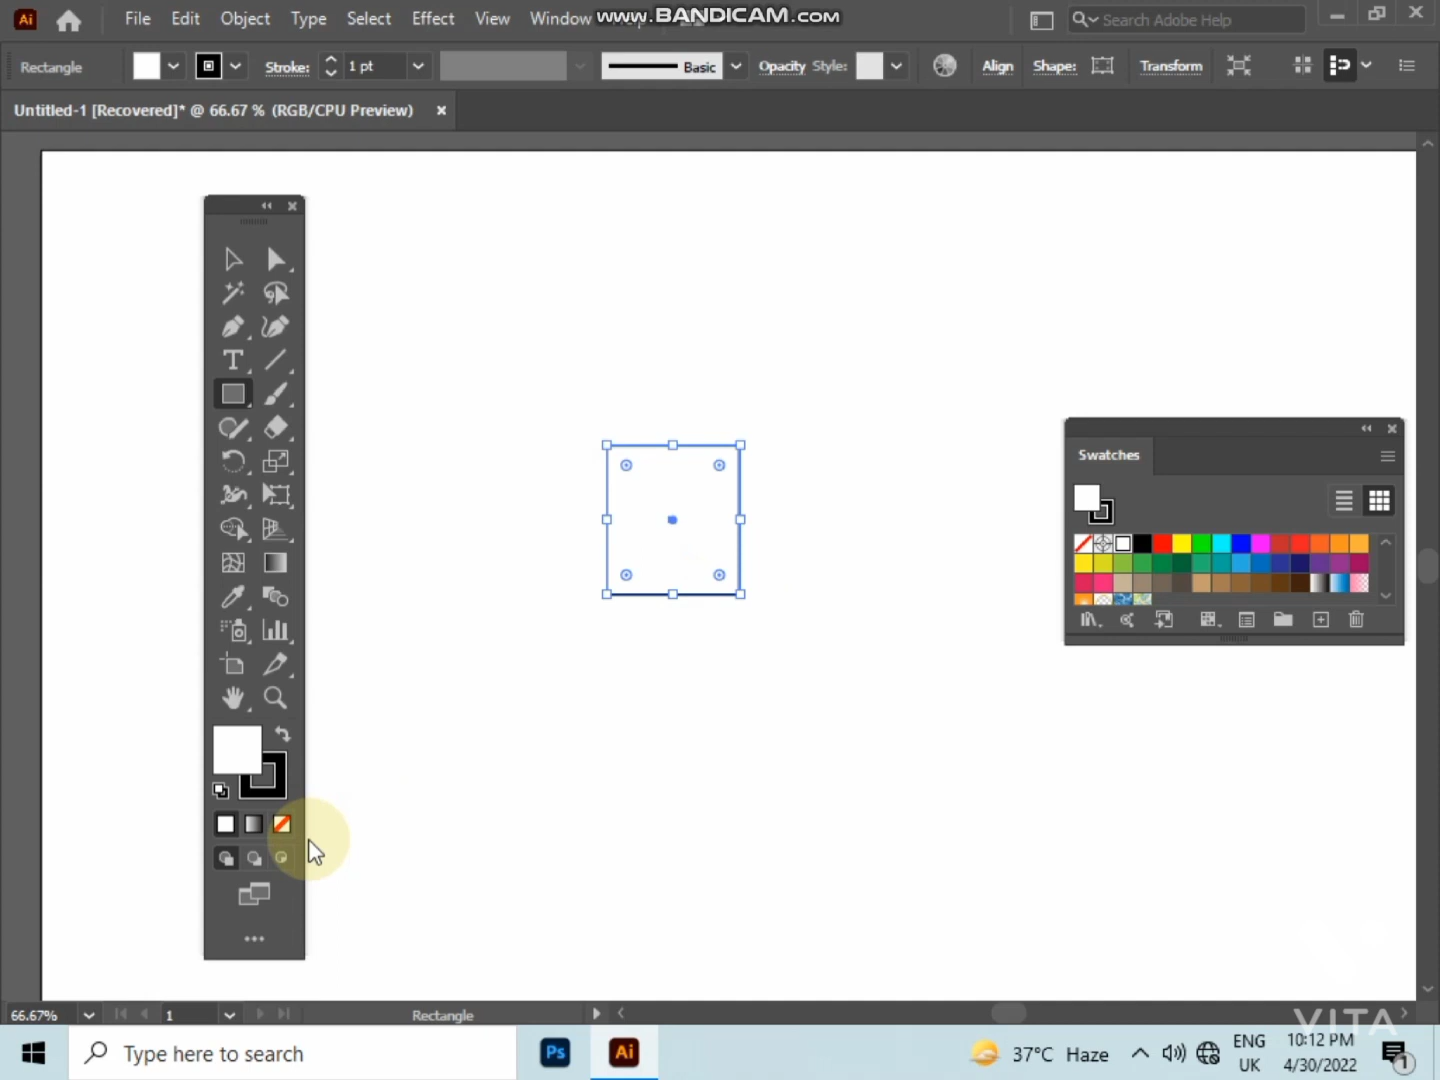 Ai File Edit Object Type Select Effect View Window www.BANDICAM.com Search Adobe Help
Rectangle Stroke: 1 pt Basic Opacity Style: Align Shape: Transform
Untitled-1 [Recovered]* @ 66.67 % (RGB/CPU Preview)
T
Swatches
66.67% 1 Rectangle
VITA
Type here to search Ps Ai 37°C Haze ENG UK 10:12 PM 4/30/2022 1